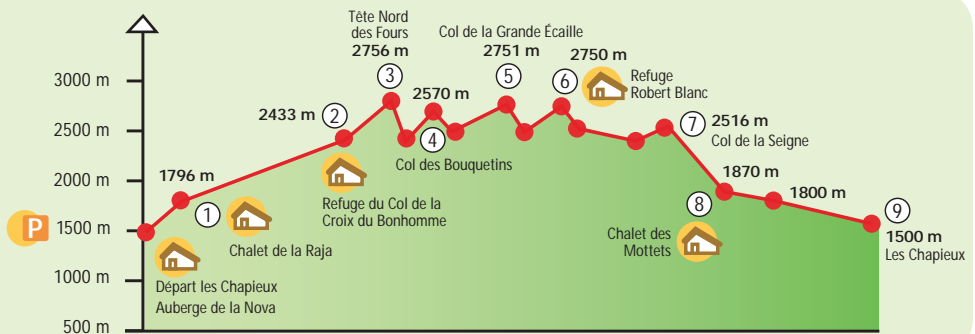 Tête Nord
des Fours
2756 m
Col de la Grande Écaille
2751 m
2750 m
3000 m
2500 m
2000 m
1500 m
1000 m
500 m
P
3
5
6
Refuge
Robert Blanc
2433 m
2
2570 m
4
Col des Bouquetins
7
2516 m
Col de la Seigne
1796 m
1
Chalet de la Raja
Refuge du Col de la
Croix du Bonhomme
1870 m
1800 m
8
Chalet des
Mottets
9
1500 m
Les Chapieux
Départ les Chapieux
Auberge de la Nova